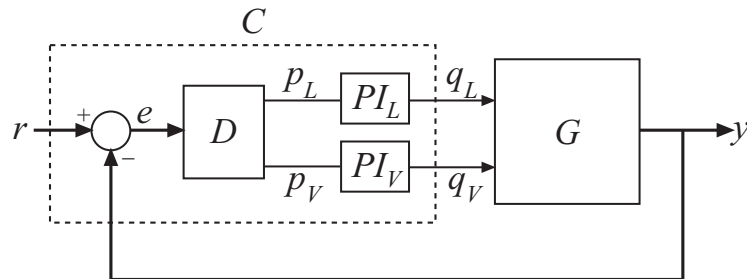 C
r + e D p_L PI_L q_L G y
− p_V PI_V q_V